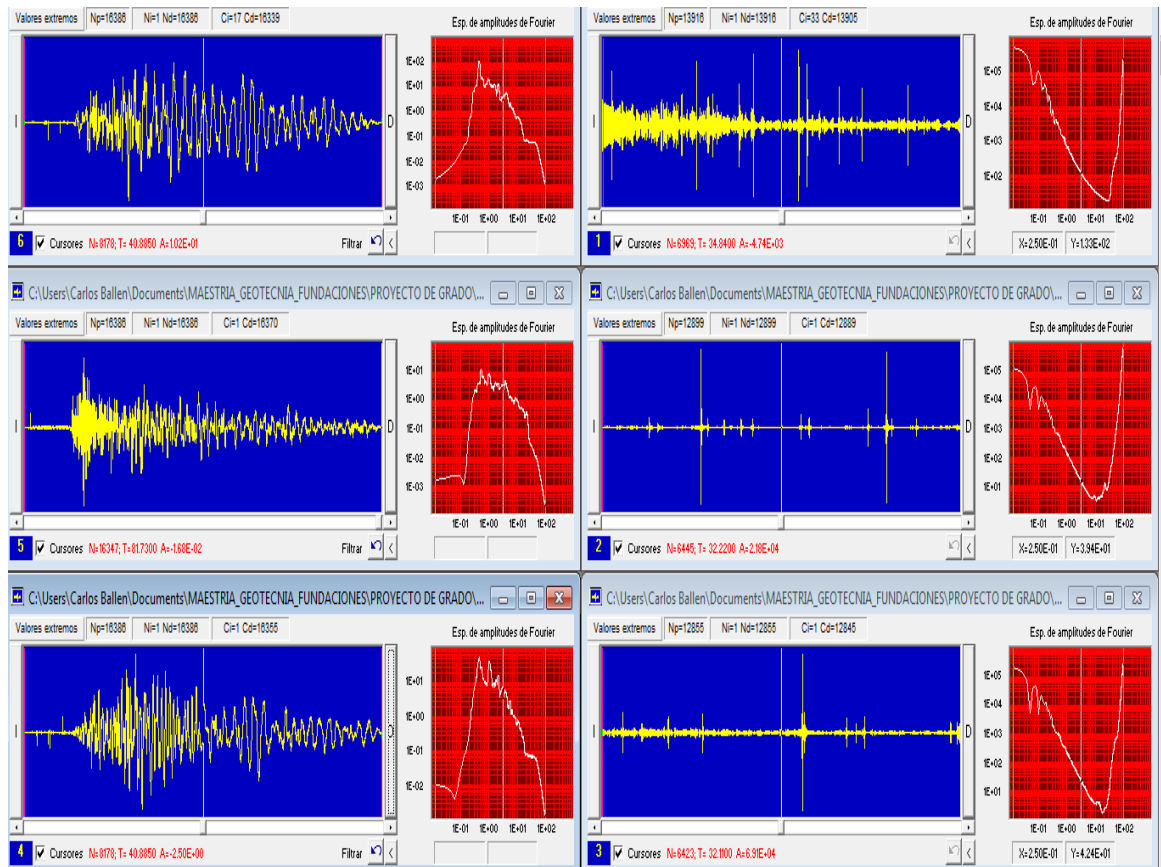 Valores extremos Np=16386 Ni=1 Nd=16386 Ci=17 Cd=16339 Esp. de amplitudes de Fourier
1E+02
1E+01
1E+00
1E-01
1E-02
1E-03
I D
1E-01 1E+00 1E+01 1E+02
6 Cursores N=8178; T= 40.8850 A=1.02E+01 Filtrar <
Valores extremos Np=13916 Ni=1 Nd=13916 Ci=33 Cd=13905 Esp. de amplitudes de Fourier
1E+05
1E+04
1E+03
1E+02
I D
1E-01 1E+00 1E+01 1E+02
1 Cursores N=6969; T= 34.8400 A=-4.74E+03 < X=2.50E-01 Y=1.33E+02
C:\Users\Carlos Ballen\Documents\MAESTRIA_GEOTECNIA_FUNDACIONES\PROYECTO DE GRADO\...
Valores extremos Np=16386 Ni=1 Nd=16386 Ci=1 Cd=16370 Esp. de amplitudes de Fourier
1E+01
1E+00
1E-01
1E-02
1E-03
I D
1E-01 1E+00 1E+01 1E+02
5 Cursores N=16347; T=81.7300 A=-1.68E-02 Filtrar <
C:\Users\Carlos Ballen\Documents\MAESTRIA_GEOTECNIA_FUNDACIONES\PROYECTO DE GRADO\...
Valores extremos Np=12899 Ni=1 Nd=12899 Ci=1 Cd=12889 Esp. de amplitudes de Fourier
1E+05
1E+04
1E+03
1E+02
1E+01
I D
1E-01 1E+00 1E+01 1E+02
2 Cursores N=6445; T= 32.2200 A=2.18E+04 < X=2.50E-01 Y=3.94E+01
C:\Users\Carlos Ballen\Documents\MAESTRIA_GEOTECNIA_FUNDACIONES\PROYECTO DE GRADO\...
Valores extremos Np=16386 Ni=1 Nd=16386 Ci=1 Cd=16355 Esp. de amplitudes de Fourier
1E+01
1E+00
1E-01
1E-02
I D
1E-01 1E+00 1E+01 1E+02
4 Cursores N=8178; T= 40.8850 A=-2.50E+00 Filtrar <
C:\Users\Carlos Ballen\Documents\MAESTRIA_GEOTECNIA_FUNDACIONES\PROYECTO DE GRADO\...
Valores extremos Np=12855 Ni=1 Nd=12855 Ci=1 Cd=12845 Esp. de amplitudes de Fourier
1E+05
1E+04
1E+03
1E+02
1E+01
I D
1E-01 1E+00 1E+01 1E+02
3 Cursores N=6423; T= 32.1100 A=6.91E+04 < X=2.50E-01 Y=4.24E+01